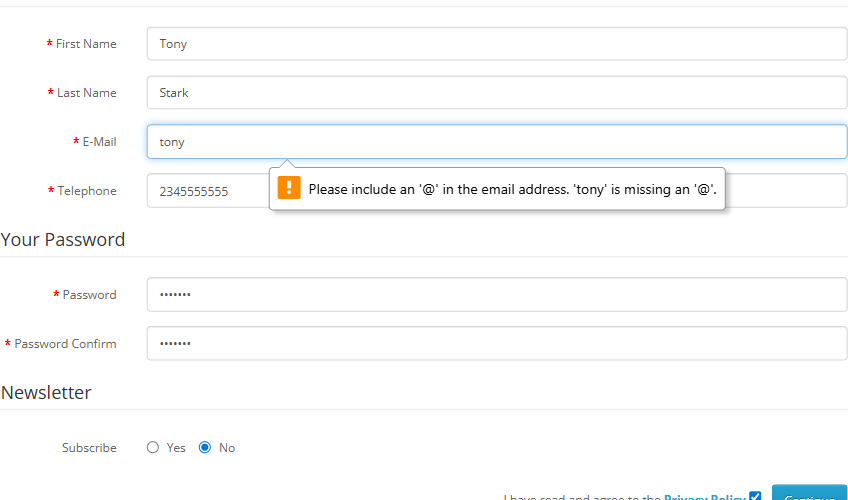 * First Name Tony
* Last Name Stark
* E-Mail tony
Please include an '@' in the email address. 'tony' is missing an '@'.
* Telephone 2345555555
Your Password
* Password •••••••
* Password Confirm •••••••
Newsletter
Subscribe Yes No
I have read and agree to the Privacy Policy Continue